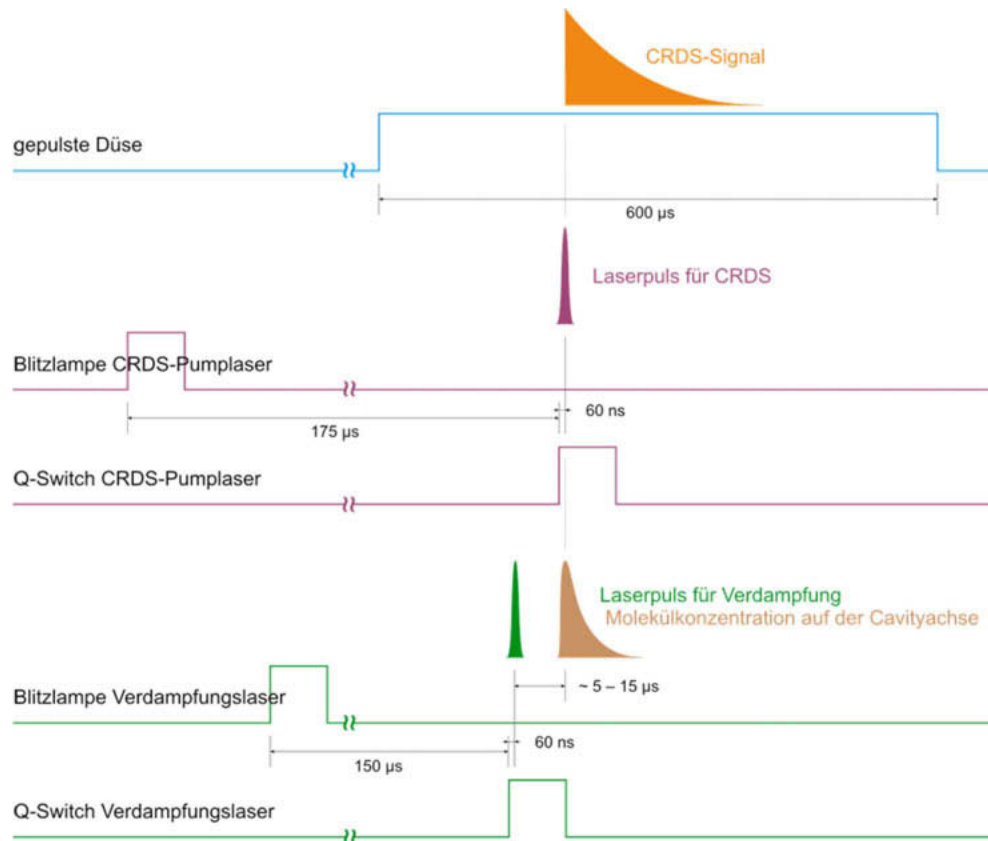 CRDS-Signal
gepulste Düse
600 µs
Laserpuls für CRDS
Blitzlampe CRDS-Pumplaser
60 ns
175 µs
Q-Switch CRDS-Pumplaser
Laserpuls für Verdampfung
Molekülkonzentration auf der Cavityachse
~ 5 – 15 µs
Blitzlampe Verdampfungslaser
60 ns
150 µs
Q-Switch Verdampfungslaser